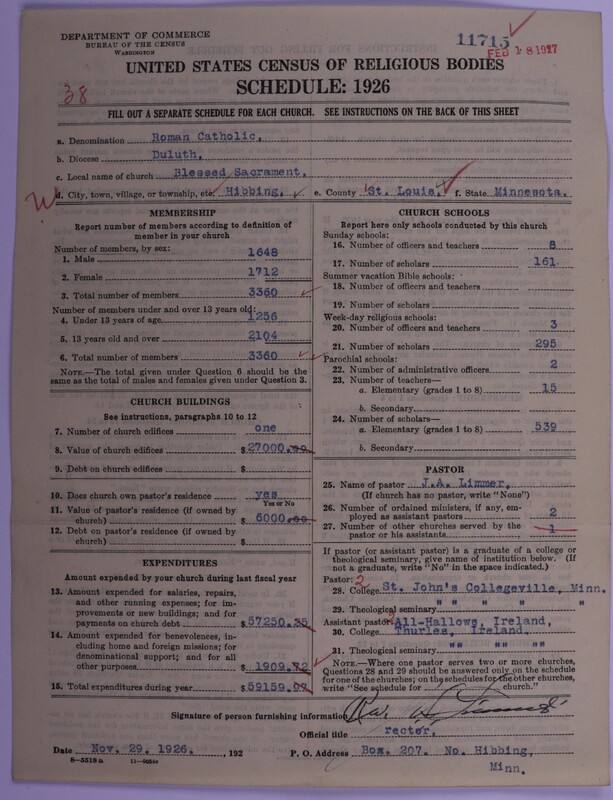 DEPARTMENT OF COMMERCE
BUREAU OF THE CENSUS
WASHINGTON
11715
FEB 18 1927
UNITED STATES CENSUS OF RELIGIOUS BODIES
SCHEDULE: 1926
38
FILL OUT A SEPARATE SCHEDULE FOR EACH CHURCH. SEE INSTRUCTIONS ON THE BACK OF THIS SHEET
a. Denomination Roman Catholic,
b. Diocese Duluth,
c. Local name of church Blessed Sacrament,
d. City, town, village, or township, etc. Hibbing, e. County St. Louis, f. State Minnesota.
MEMBERSHIP
Report number of members according to definition of
member in your church
Number of members, by sex:
1. Male 1648
2. Female 1712
3. Total number of members 3360
Number of members under and over 13 years old:
4. Under 13 years of age 1256
5. 13 years old and over 2104
6. Total number of members 3360
NOTE.—The total given under Question 6 should be the
same as the total of males and females given under Question 3.
CHURCH BUILDINGS
See instructions, paragraphs 10 to 12
7. Number of church edifices one
8. Value of church edifices $27000.00
9. Debt on church edifices $
10. Does church own pastor's residence yes
Yes or No
11. Value of pastor's residence (if owned by
church) $ 6000.00
12. Debt on pastor's residence (if owned by
church) $
EXPENDITURES
Amount expended by your church during last fiscal year
13. Amount expended for salaries, repairs,
and other running expenses; for im-
provements or new buildings; and for
payments on church debt $57250.35
14. Amount expended for benevolences, in-
cluding home and foreign missions; for
denominational support; and for all
other purposes $ 1909.72
15. Total expenditures during year $59159.07
CHURCH SCHOOLS
Report here only schools conducted by this church
Sunday schools:
16. Number of officers and teachers 8
17. Number of scholars 161
Summer vacation Bible schools:
18. Number of officers and teachers
19. Number of scholars
Week-day religious schools:
20. Number of officers and teachers 3
21. Number of scholars 295
Parochial schools:
22. Number of administrative officers 2
23. Number of teachers—
a. Elementary (grades 1 to 8) 15
b. Secondary
24. Number of scholars—
a. Elementary (grades 1 to 8) 539
b. Secondary
PASTOR
25. Name of pastor J.A. Limmer,
(If church has no pastor, write "None")
26. Number of ordained ministers, if any, em-
ployed as assistant pastors 2
27. Number of other churches served by the
pastor or his assistants 1
If pastor (or assistant pastor) is a graduate of a college or
theological seminary, give name of institution below. (If
not a graduate, write "No" in the space indicated.)
Pastor: 2
28. College St. John's Collegeville, Minn.
29. Theological seminary " " " "
Assistant pastor: All-Hallows, Ireland,
30. College Thurles, Ireland.
31. Theological seminary "" "" ""
NOTE.—Where one pastor serves two or more churches,
Questions 28 and 29 should be answered only on the schedule
for one of the churches; on the schedules for the other churches,
write "See schedule for church."
Signature of person furnishing information Rev.
Official title rector,
Date Nov. 29, 1926. , 192 P. O. Address Box. 207. No. Hibbing,
Minn.
8—5518 a